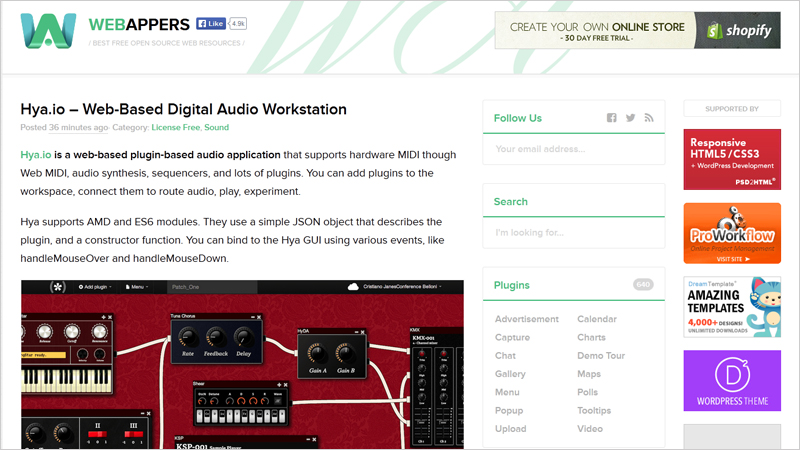 WEBAPPERS
Like 4.9k
/ BEST FREE OPEN SOURCE WEB RESOURCES /
CREATE YOUR OWN ONLINE STORE
- 30 DAY FREE TRIAL -
shopify
Hya.io – Web-Based Digital Audio Workstation
Posted 36 minutes ago Category: License Free, Sound
Hya.io is a web-based plugin-based audio application that supports hardware MIDI though
Web MIDI, audio synthesis, sequencers, and lots of plugins. You can add plugins to the
workspace, connect them to route audio, play, experiment.
Hya supports AMD and ES6 modules. They use a simple JSON object that describes the
plugin, and a constructor function. You can bind to the Hya GUI using various events, like
handleMouseOver and handleMouseDown.
Add plugin
Menu
Patch_One
Cristiano JanesConference Belloni
Tuna Chorus
Rate Feedback Delay
HyDA
Gain A Gain B
KMX
KMX-001
Shear
II III
KSP
KSP-001 Sample Player
Follow Us
Your email address...
Search
I'm looking for...
Plugins 640
Advertisement Calendar
Capture Charts
Chat Demo Tour
Gallery Maps
Menu Polls
Popup Tooltips
Upload Video
SUPPORTED BY
Responsive
HTML5/CSS3
+ WordPress Development
PSD2HTML
ProWorkflow
Online Project Management
VISIT SITE
DreamTemplate
AMAZING
TEMPLATES
4,000+ DESIGNS!
UNLIMITED DOWNLOADS
D
WORDPRESS THEME